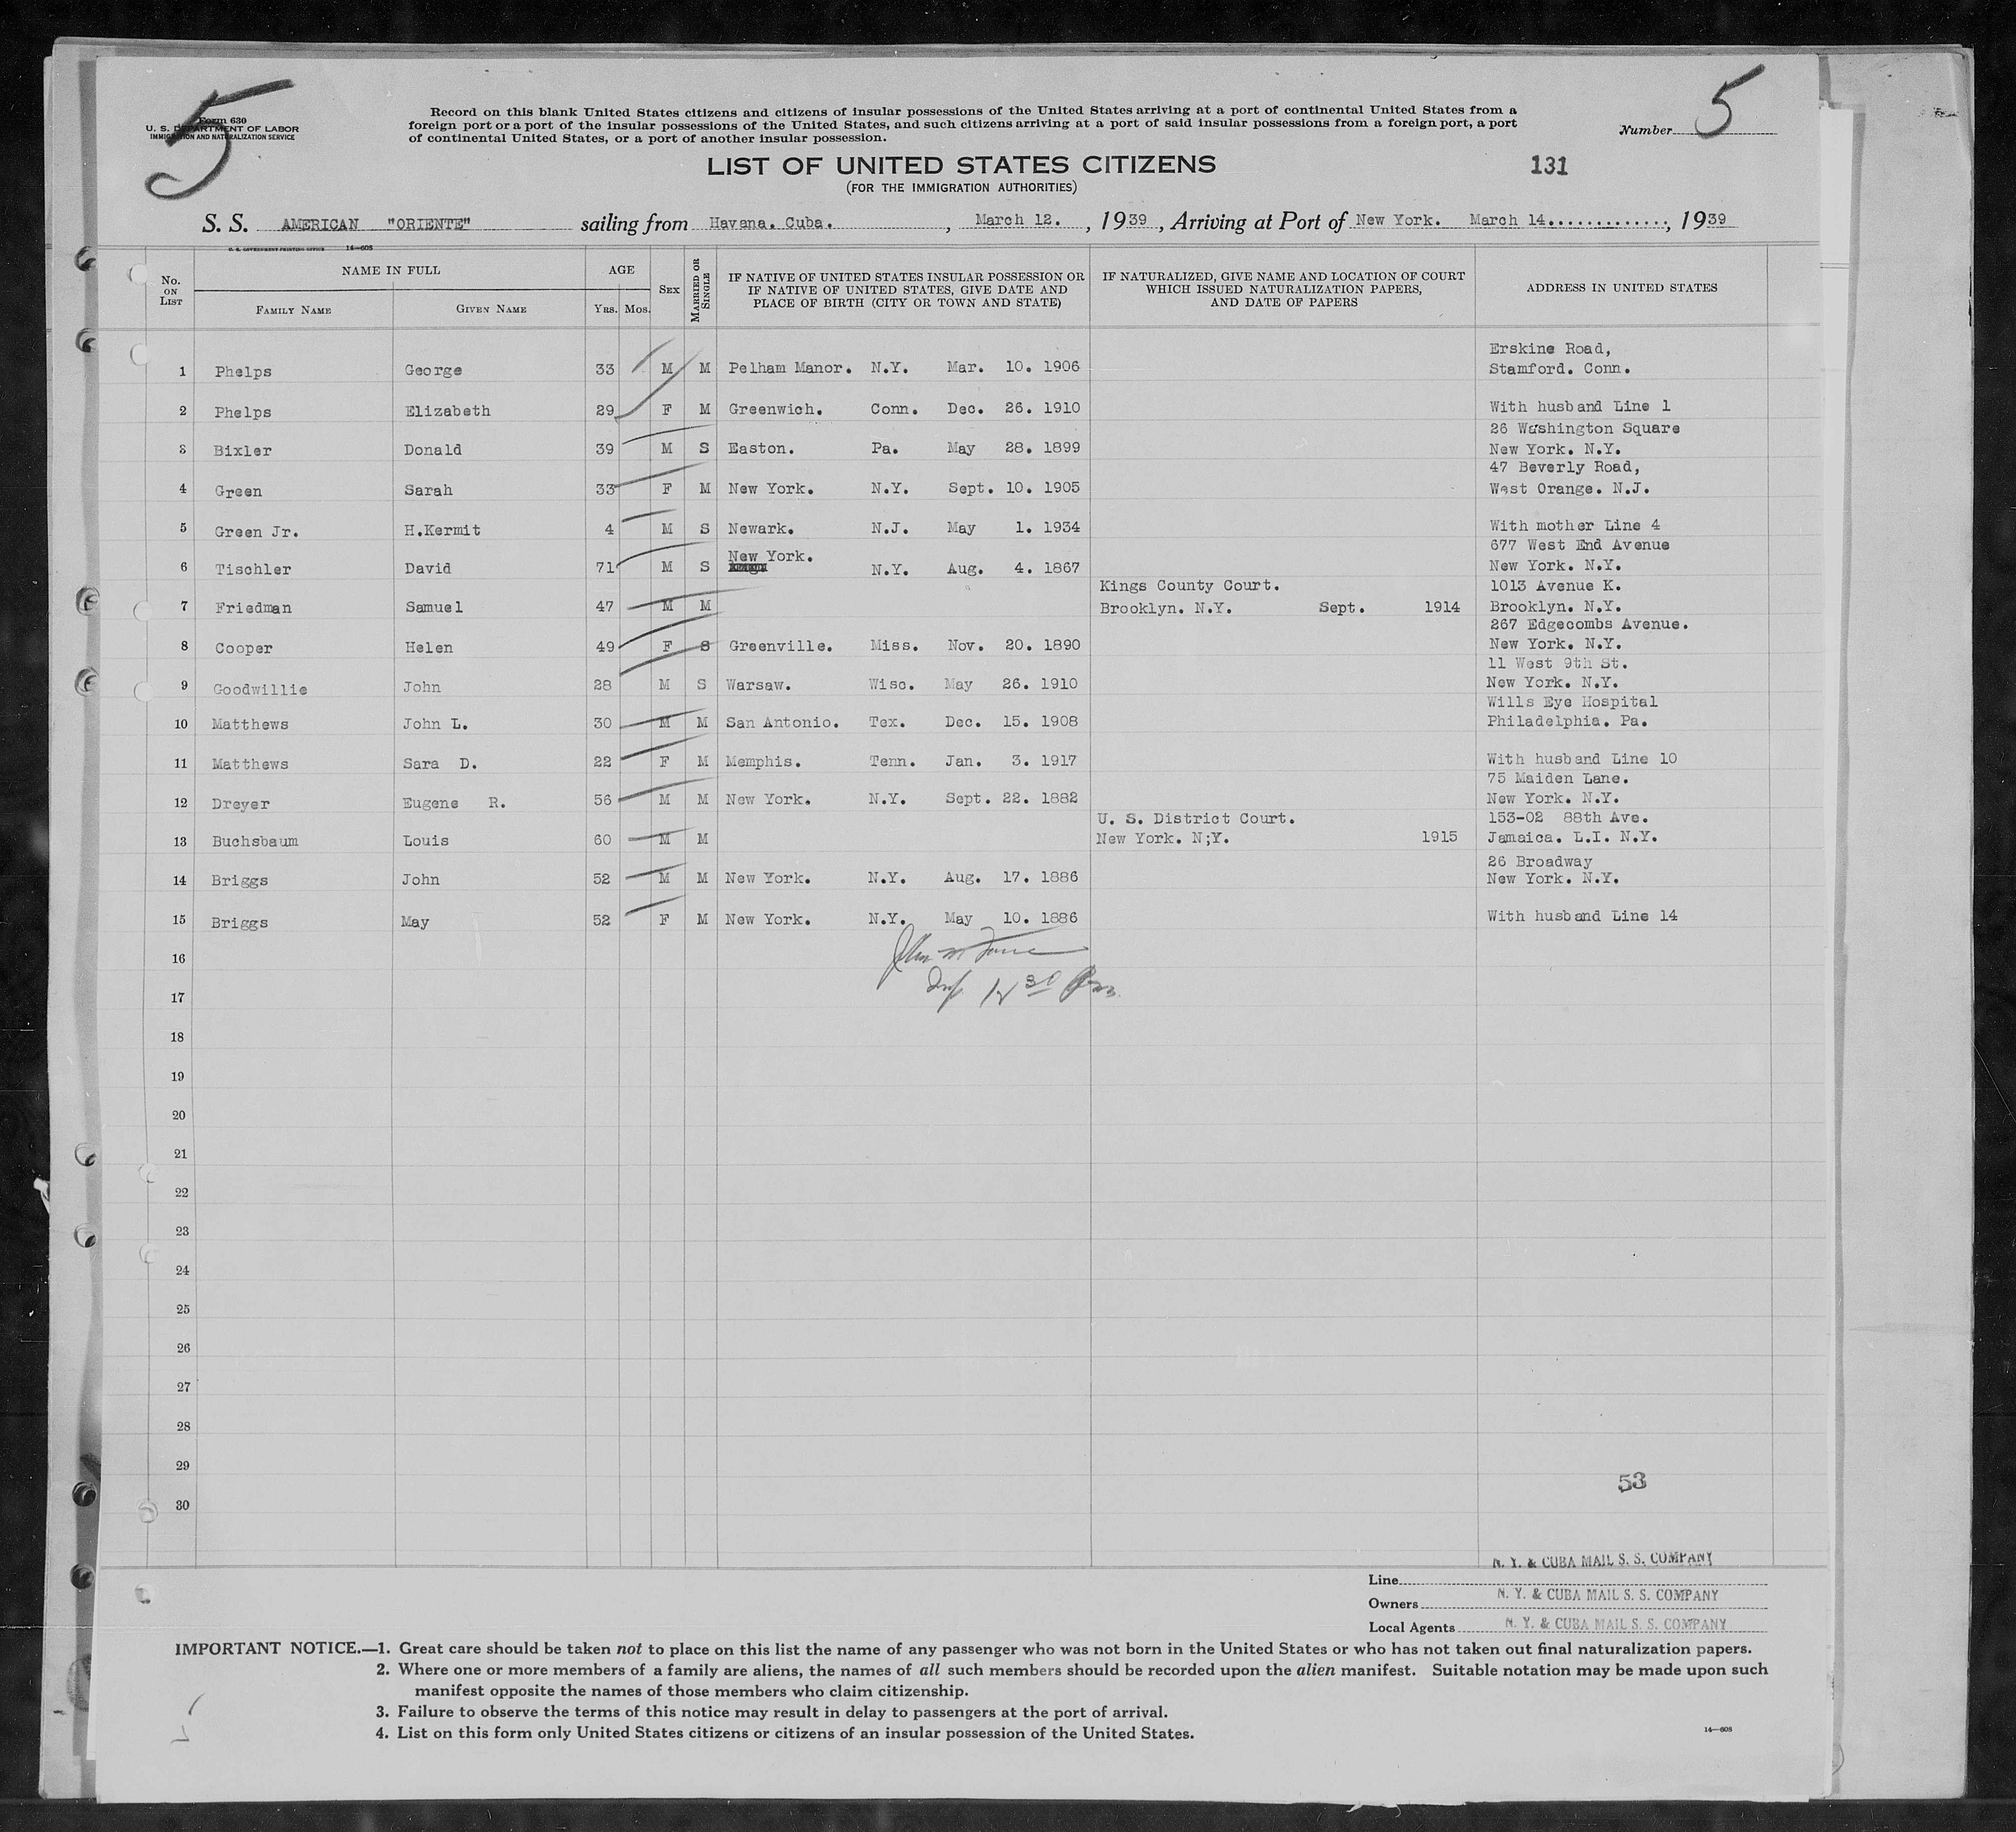 5
5
Form 630
U. S. DEPARTMENT OF LABOR
IMMIGRATION AND NATURALIZATION SERVICE
Record on this blank United States citizens and citizens of insular possessions of the United States arriving at a port of continental United States from a
foreign port or a port of the insular possessions of the United States, and such citizens arriving at a port of said insular possessions from a foreign port, a port
of continental United States, or a port of another insular possession.
Number
LIST OF UNITED STATES CITIZENS
(FOR THE IMMIGRATION AUTHORITIES)
131
S. S. AMERICAN "ORIENTE" sailing from Havana. Cuba. , March 12. , 1939 , Arriving at Port of New York. March 14............., 1939
U. S. GOVERNMENT PRINTING OFFICE 14—608
No. ON LIST NAME IN FULL AGE SEX MARRIED OR SINGLE IF NATIVE OF UNITED STATES INSULAR POSSESSION OR IF NATIVE OF UNITED STATES, GIVE DATE AND PLACE OF BIRTH (CITY OR TOWN AND STATE) IF NATURALIZED, GIVE NAME AND LOCATION OF COURT WHICH ISSUED NATURALIZATION PAPERS, AND DATE OF PAPERS ADDRESS IN UNITED STATES
FAMILY NAME GIVEN NAME YRS. MOS.
Erskine Road,
1 Phelps George 33 M M Pelham Manor. N.Y. Mar. 10. 1906 Stamford. Conn.
2 Phelps Elizabeth 29 F M Greenwich. Conn. Dec. 26. 1910 With husband Line 1
26 Washington Square
3 Bixler Donald 39 M S Easton. Pa. May 28. 1899 New York. N.Y.
47 Beverly Road,
4 Green Sarah 33 F M New York. N.Y. Sept. 10. 1905 West Orange. N.J.
5 Green Jr. H.Kermit 4 M S Newark. N.J. May 1. 1934 With mother Line 4
New York. 677 West End Avenue
6 Tischler David 71 M S N.Y. Aug. 4. 1867 New York. N.Y.
Kings County Court. 1013 Avenue K.
7 Friedman Samuel 47 M M Brooklyn. N.Y. Sept. 1914 Brooklyn. N.Y.
267 Edgecombs Avenue.
8 Cooper Helen 49 F S Greenville. Miss. Nov. 20. 1890 New York. N.Y.
11 West 9th St.
9 Goodwillie John 28 M S Warsaw. Wisc. May 26. 1910 New York. N.Y.
Wills Eye Hospital
10 Matthews John L. 30 M M San Antonio. Tex. Dec. 15. 1908 Philadelphia. Pa.
11 Matthews Sara D. 22 F M Memphis. Tenn. Jan. 3. 1917 With husband Line 10
75 Maiden Lane.
12 Dreyer Eugene R. 56 M M New York. N.Y. Sept. 22. 1882 New York. N.Y.
U. S. District Court. 153-02 88th Ave.
13 Buchsbaum Louis 60 M M New York. N;Y. 1915 Jamaica. L.I. N.Y.
26 Broadway
14 Briggs John 52 M M New York. N.Y. Aug. 17. 1886 New York. N.Y.
15 Briggs May 52 F M New York. N.Y. May 10. 1886 With husband Line 14
16
17
18
19
20
21
22
23
24
25
26
27
28
29
53
30
N. Y. & CUBA MAIL S. S. COMPANY
Line
Owners N. Y. & CUBA MAIL S. S. COMPANY
Local Agents N. Y. & CUBA MAIL S. S. COMPANY
IMPORTANT NOTICE.—1. Great care should be taken not to place on this list the name of any passenger who was not born in the United States or who has not taken out final naturalization papers.
2. Where one or more members of a family are aliens, the names of all such members should be recorded upon the alien manifest. Suitable notation may be made upon such
manifest opposite the names of those members who claim citizenship.
3. Failure to observe the terms of this notice may result in delay to passengers at the port of arrival.
4. List on this form only United States citizens or citizens of an insular possession of the United States.
14—608